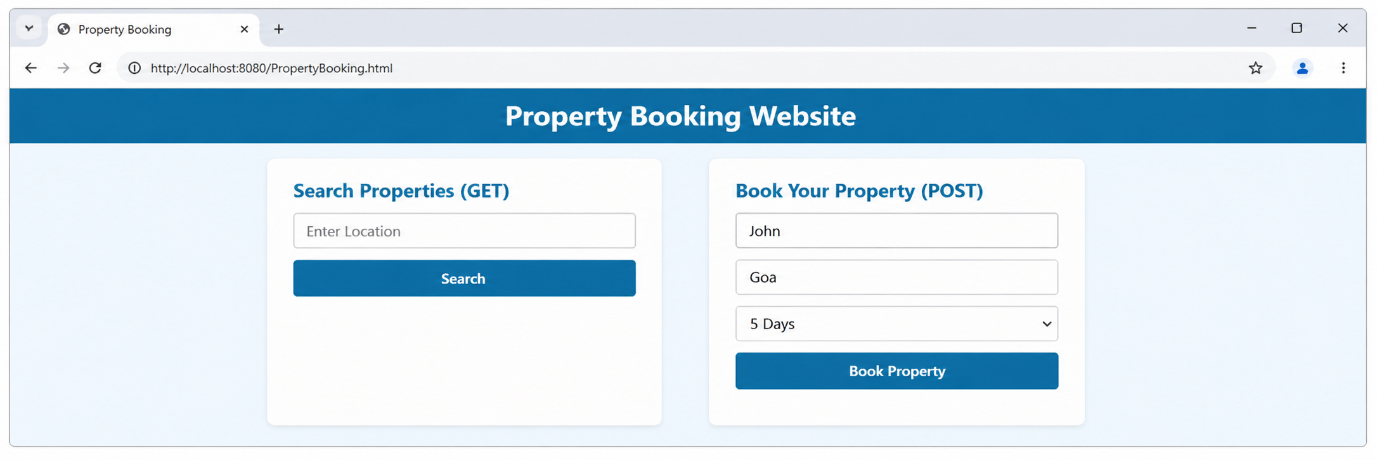 Property Booking
http://localhost:8080/PropertyBooking.html
Property Booking Website
Search Properties (GET)
Enter Location
Search
Book Your Property (POST)
John
Goa
5 Days
Book Property